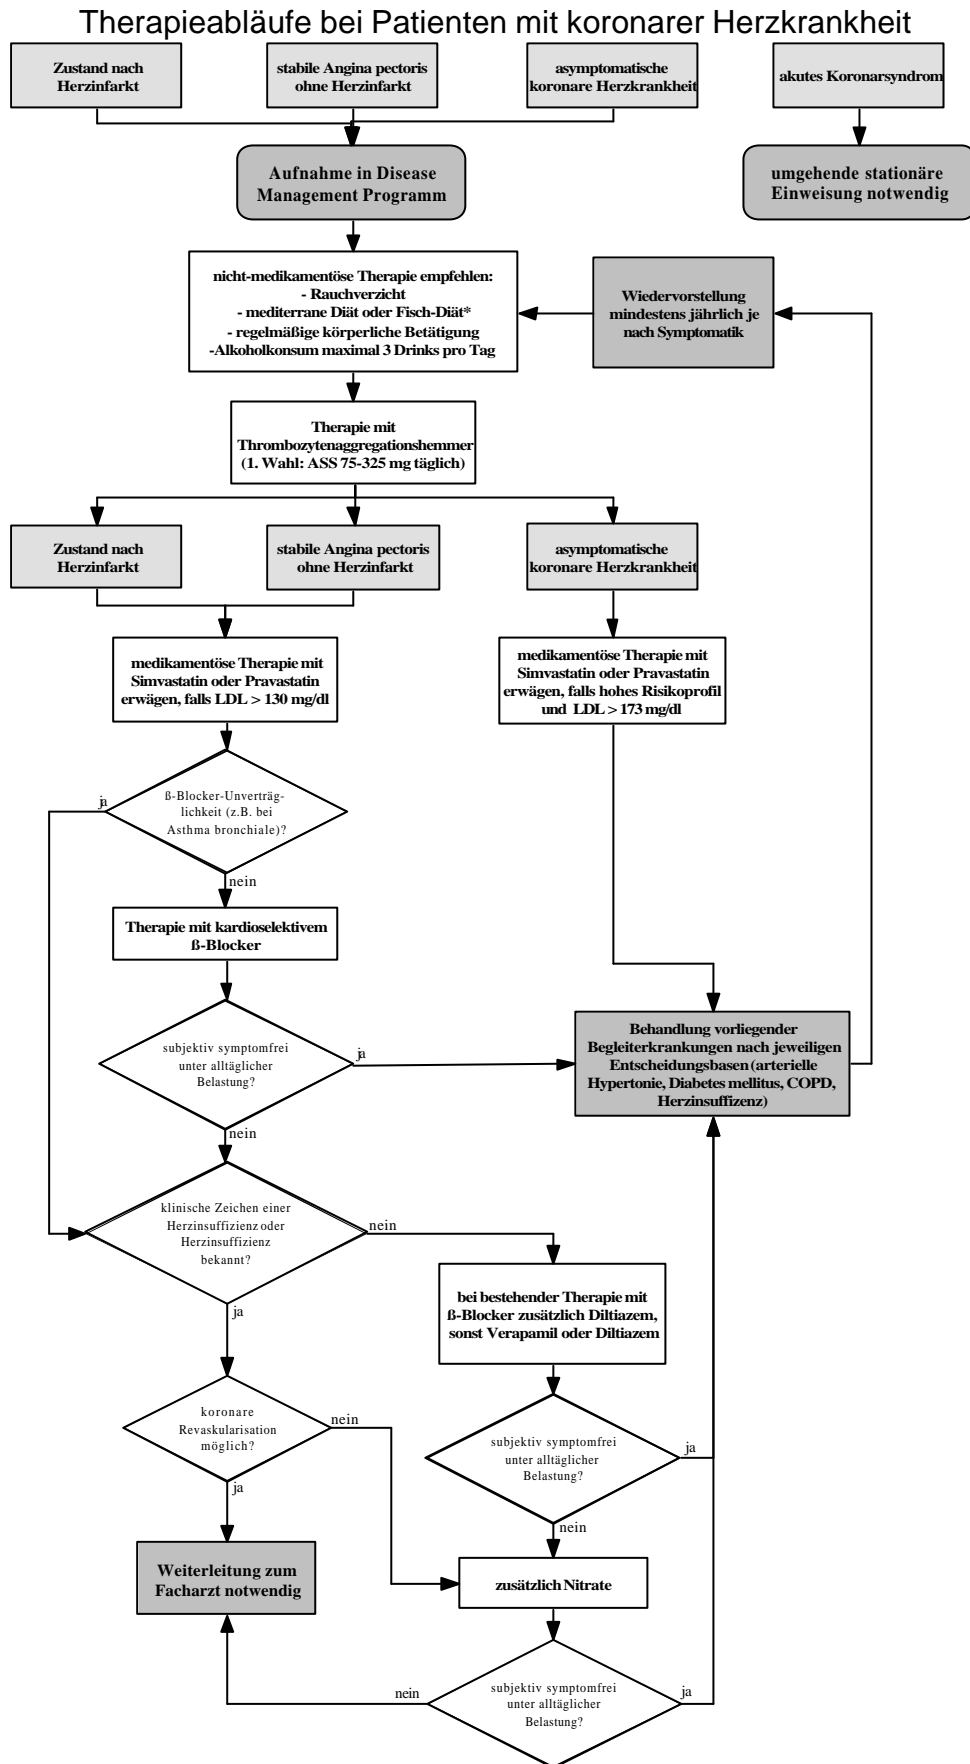 Therapieabläufe bei Patienten mit koronarer Herzkrankheit
Zustand nach
Herzinfarkt
stabile Angina pectoris
ohne Herzinfarkt
asymptomatische
koronare Herzkrankheit
akutes Koronarsyndrom
Aufnahme in Disease
Management Programm
umgehende stationäre
Einweisung notwendig
nicht-medikamentöse Therapie empfehlen:
- Rauchverzicht
- mediterrane Diät oder Fisch-Diät*
- regelmäßige körperliche Betätigung
-Alkoholkonsum maximal 3 Drinks pro Tag
Wiedervorstellung
mindestens jährlich je
nach Symptomatik
Therapie mit
Thrombozytenaggregationshemmer
(1. Wahl: ASS 75-325 mg täglich)
Zustand nach
Herzinfarkt
stabile Angina pectoris
ohne Herzinfarkt
asymptomatische
koronare Herzkrankheit
medikamentöse Therapie mit
Simvastatin oder Pravastatin
erwägen, falls LDL > 130 mg/dl
medikamentöse Therapie mit
Simvastatin oder Pravastatin
erwägen, falls hohes Risikoprofil
und LDL > 173 mg/dl
ja
ß-Blocker-Unverträg-
lichkeit (z.B. bei
Asthma bronchiale)?
nein
Therapie mit kardioselektivem
ß-Blocker
subjektiv symptomfrei
unter alltäglicher
Belastung?
ja
nein
Behandlung vorliegender
Begleiterkrankungen nach jeweiligen
Entscheidungsbasen (arterielle
Hypertonie, Diabetes mellitus, COPD,
Herzinsuffizenz)
klinische Zeichen einer
Herzinsuffizienz oder
Herzinsuffizienz
bekannt?
nein
ja
bei bestehender Therapie mit
ß-Blocker zusätzlich Diltiazem,
sonst Verapamil oder Diltiazem
koronare
Revaskularisation
möglich?
nein
ja
subjektiv symptomfrei
unter alltäglicher
Belastung?
ja
nein
Weiterleitung zum
Facharzt notwendig
zusätzlich Nitrate
nein
subjektiv symptomfrei
unter alltäglicher
Belastung?
ja